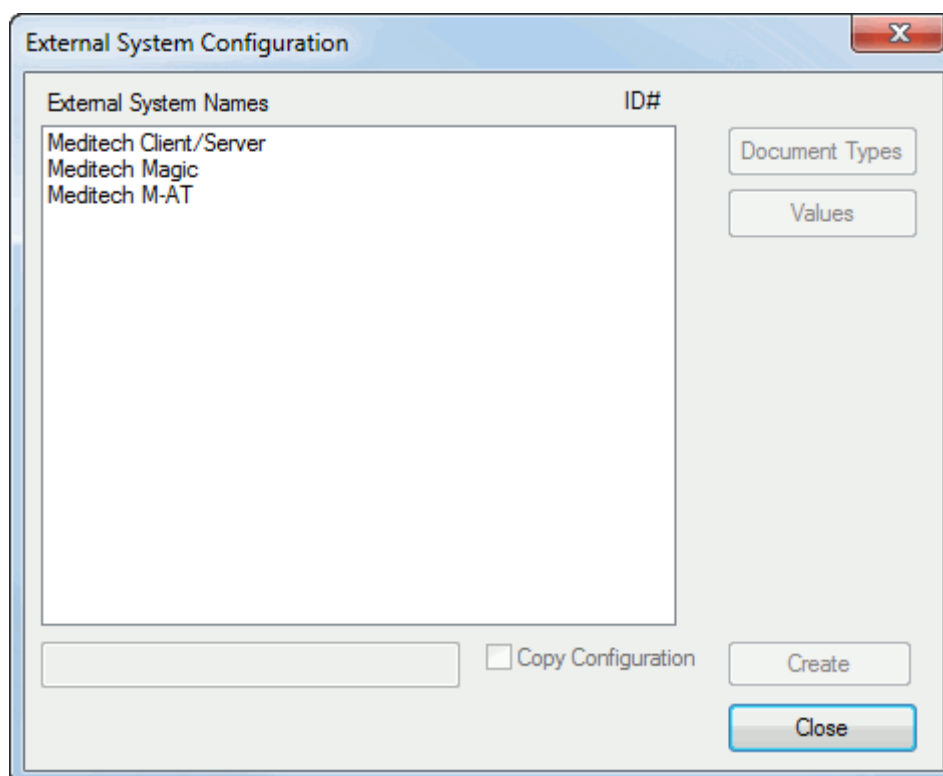 External System Configuration
External System Names ID#
Meditech Client/Server
Meditech Magic
Meditech M-AT
Document Types
Values
Copy Configuration
Create
Close